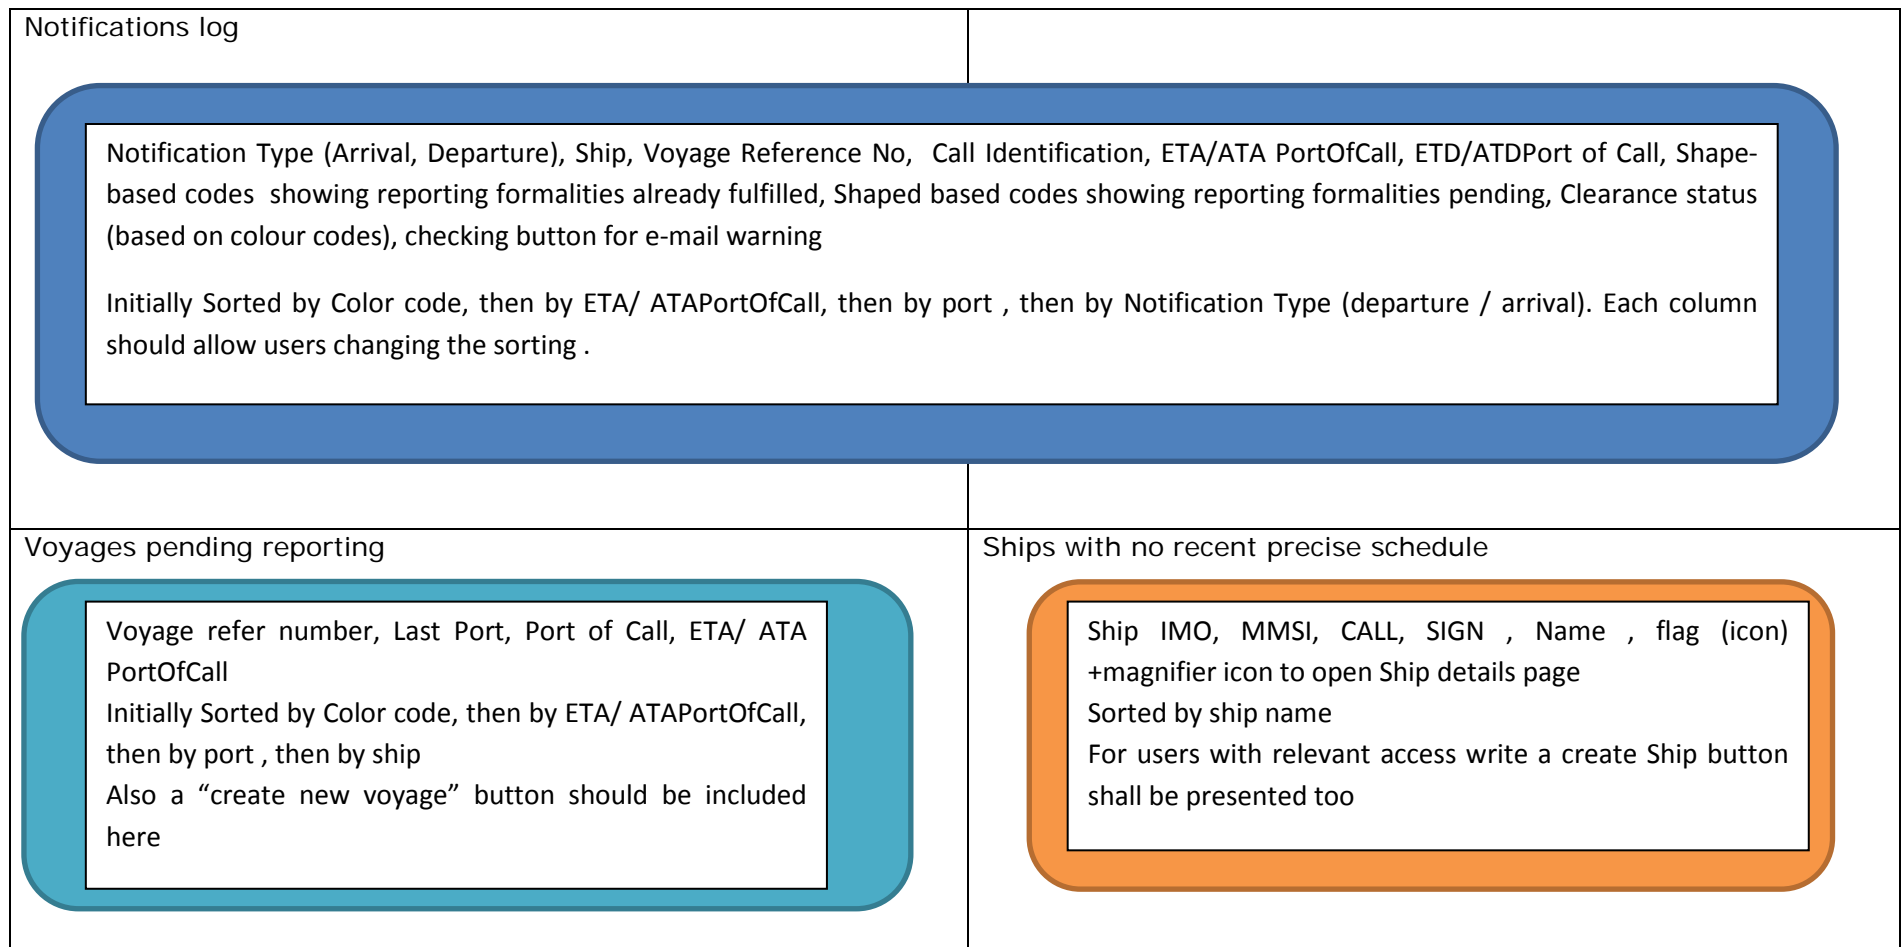 Notifications log
Notification Type (Arrival, Departure), Ship, Voyage Reference No, Call Identification, ETA/ATA PortOfCall, ETD/ATDPort of Call, Shape-
based codes showing reporting formalities already fulfilled, Shaped based codes showing reporting formalities pending, Clearance status
(based on colour codes), checking button for e-mail warning
Initially Sorted by Color code, then by ETA/ ATAPortOfCall, then by port , then by Notification Type (departure / arrival). Each column
should allow users changing the sorting .
Voyages pending reporting
Voyage refer number, Last Port, Port of Call, ETA/ ATA
PortOfCall
Initially Sorted by Color code, then by ETA/ ATAPortOfCall,
then by port , then by ship
Also a “create new voyage” button should be included
here
Ships with no recent precise schedule
Ship IMO, MMSI, CALL, SIGN , Name , flag (icon)
+magnifier icon to open Ship details page
Sorted by ship name
For users with relevant access write a create Ship button
shall be presented too